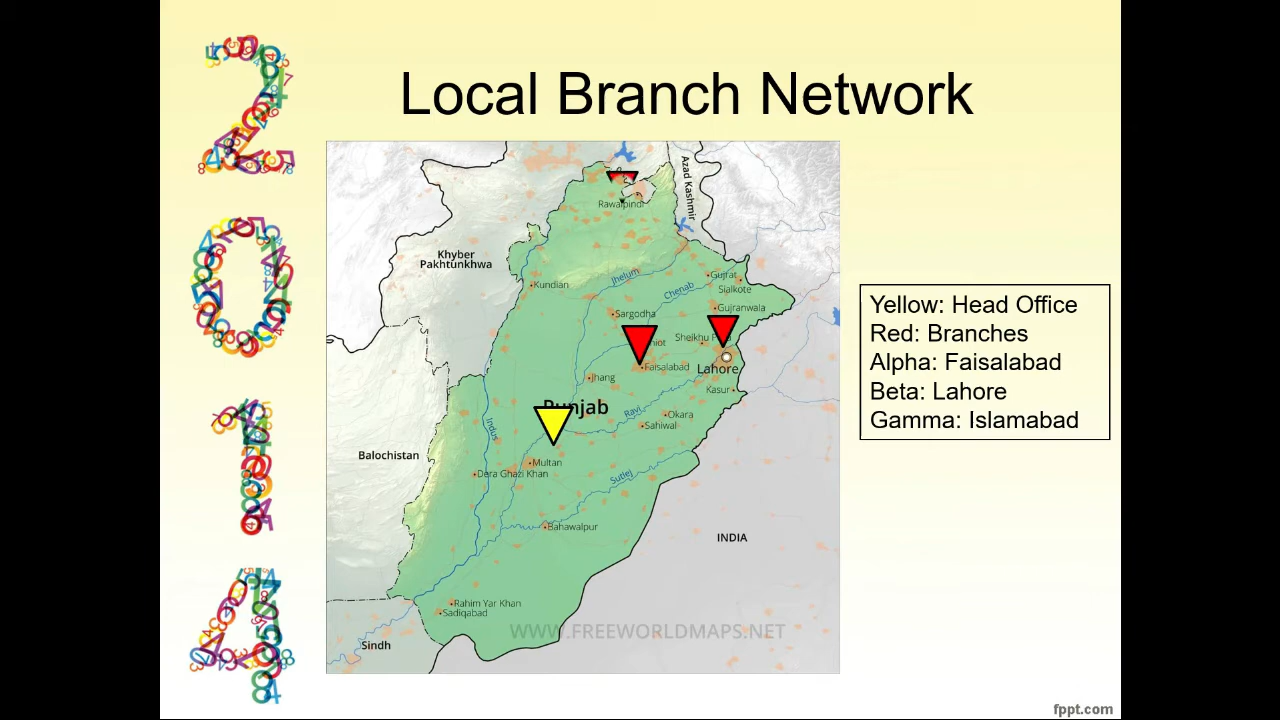 2014
Local Branch Network
Azad Kashmir
Rawalpindi
Khyber
Pakhtunkhwa
Kundian
Jhelum
Chenab
Gujrat
Sialkote
Gujranwala
Sargodha
Sheikhu
Faisalabad
Lahore
Jhang
Kasur
Punjab
Ravi
Okara
Sahiwal
Indus
Balochistan
Multan
Dera Ghazi Khan
Sutlej
Bahawalpur
INDIA
Rahim Yar Khan
Sadiqabad
WWW.FREEWORLDMAPS.NET
Sindh
Yellow: Head Office
Red: Branches
Alpha: Faisalabad
Beta: Lahore
Gamma: Islamabad
fppt.com